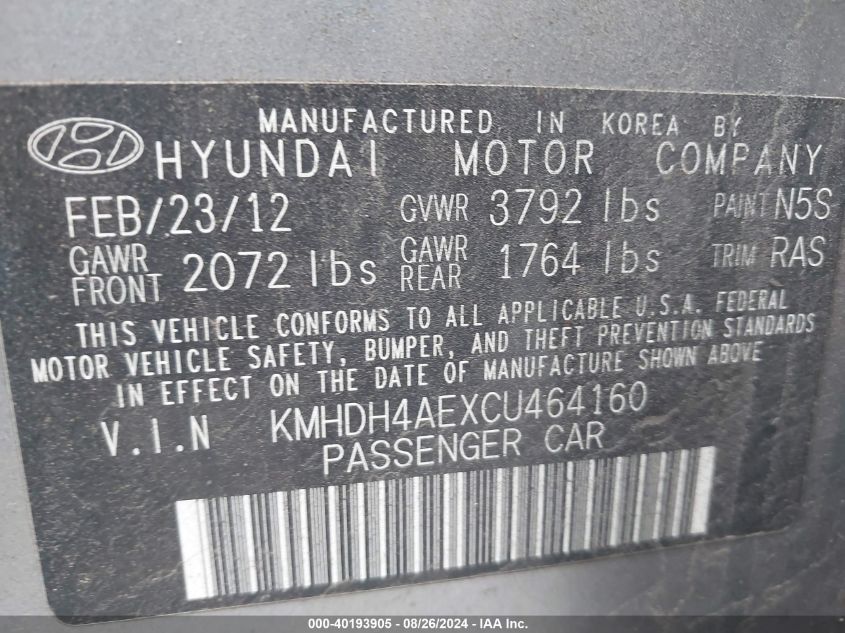 MANUFACTURED IN KOREA BY
HYUNDAI MOTOR COMPANY
FEB/23/12 GVWR 3792 lbs PAINT N5S
GAWR FRONT 2072 lbs GAWR REAR 1764 lbs TRIM RAS
THIS VEHICLE CONFORMS TO ALL APPLICABLE U.S.A. FEDERAL
MOTOR VEHICLE SAFETY, BUMPER, AND THEFT PREVENTION STANDARDS
IN EFFECT ON THE DATE OF MANUFACTURE SHOWN ABOVE
V.I.N KMHDH4AEXCU464160
PASSENGER CAR
000-40193905 - 08/26/2024 - IAA Inc.